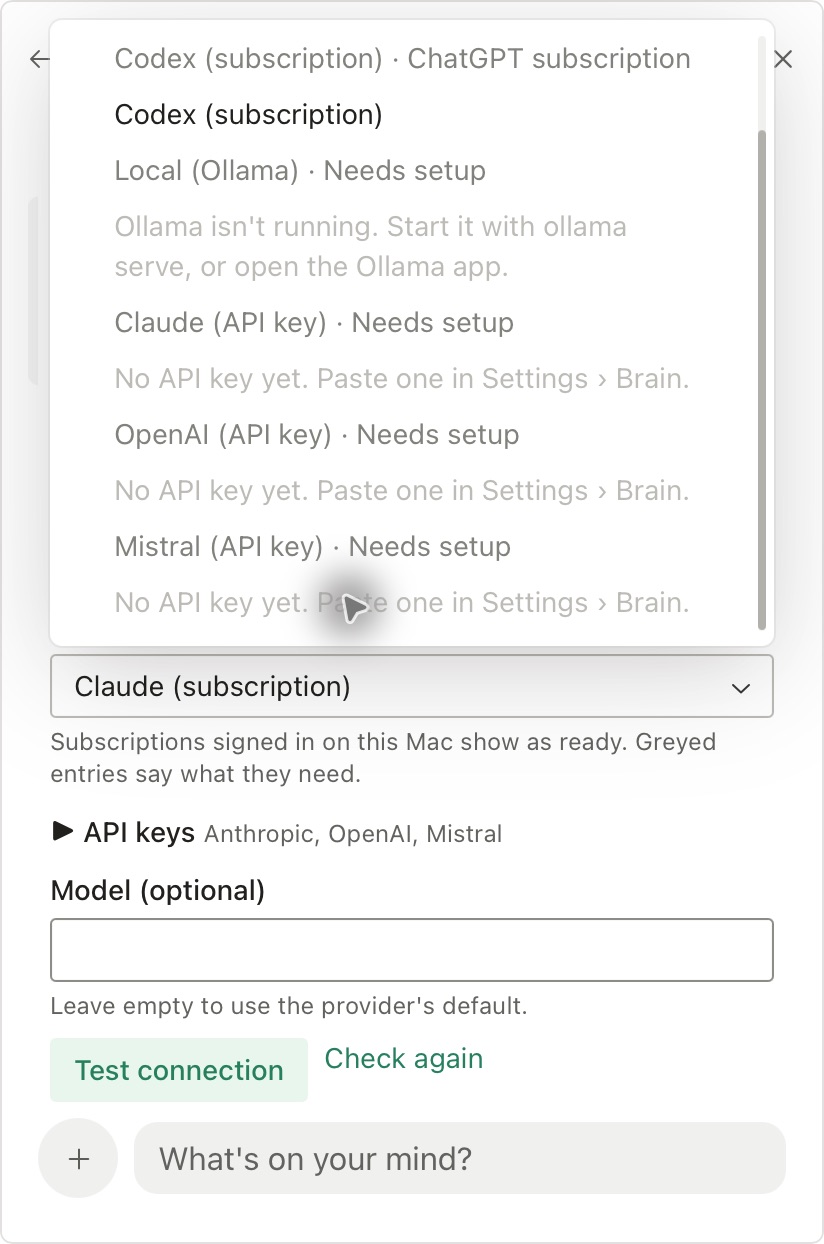 Codex (subscription) · ChatGPT subscription
Codex (subscription)
Local (Ollama) · Needs setup
Ollama isn't running. Start it with ollama
serve, or open the Ollama app.
Claude (API key) · Needs setup
No API key yet. Paste one in Settings › Brain.
OpenAI (API key) · Needs setup
No API key yet. Paste one in Settings › Brain.
Mistral (API key) · Needs setup
No API key yet. Paste one in Settings › Brain.
Claude (subscription)
Subscriptions signed in on this Mac show as ready. Greyed
entries say what they need.
API keys Anthropic, OpenAI, Mistral
Model (optional)
Leave empty to use the provider's default.
Test connection Check again
What's on your mind?